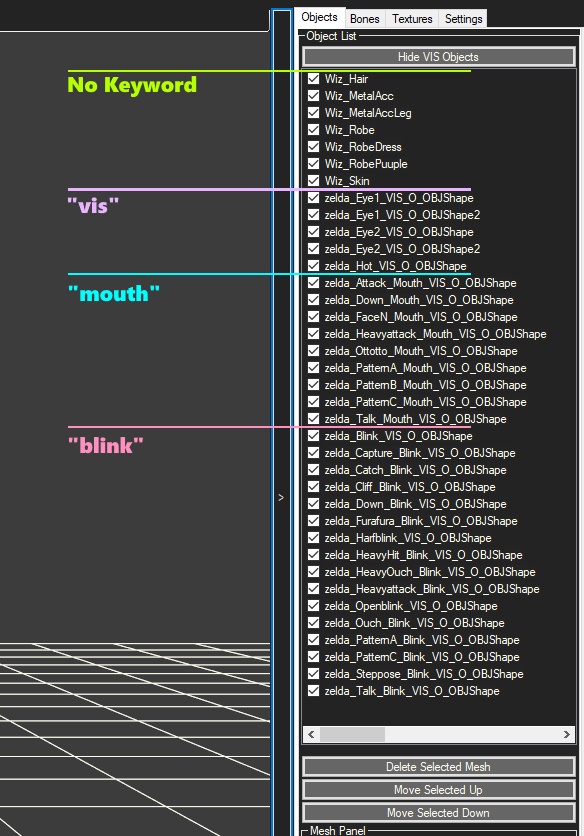 Objects Bones Textures Settings
Object List
Hide VIS Objects
No Keyword
Wiz_Hair
Wiz_MetalAcc
Wiz_MetalAccLeg
Wiz_Robe
Wiz_RobeDress
Wiz_RobePuuple
Wiz_Skin
"vis"
zelda_Eye1_VIS_O_OBJShape
zelda_Eye1_VIS_O_OBJShape2
zelda_Eye2_VIS_O_OBJShape
zelda_Eye2_VIS_O_OBJShape2
zelda_Hot_VIS_O_OBJShape
"mouth"
zelda_Attack_Mouth_VIS_O_OBJShape
zelda_Down_Mouth_VIS_O_OBJShape
zelda_FaceN_Mouth_VIS_O_OBJShape
zelda_Heavyattack_Mouth_VIS_O_OBJShape
zelda_Ottotto_Mouth_VIS_O_OBJShape
zelda_PatternA_Mouth_VIS_O_OBJShape
zelda_PatternB_Mouth_VIS_O_OBJShape
zelda_PatternC_Mouth_VIS_O_OBJShape
zelda_Talk_Mouth_VIS_O_OBJShape
"blink"
zelda_Blink_VIS_O_OBJShape
zelda_Capture_Blink_VIS_O_OBJShape
zelda_Catch_Blink_VIS_O_OBJShape
zelda_Cliff_Blink_VIS_O_OBJShape
zelda_Down_Blink_VIS_O_OBJShape
zelda_Furafura_Blink_VIS_O_OBJShape
zelda_Harfblink_VIS_O_OBJShape
zelda_HeavyHit_Blink_VIS_O_OBJShape
zelda_HeavyOuch_Blink_VIS_O_OBJShape
zelda_Heavyattack_Blink_VIS_O_OBJShape
zelda_Openblink_VIS_O_OBJShape
zelda_Ouch_Blink_VIS_O_OBJShape
zelda_PatternA_Blink_VIS_O_OBJShape
zelda_PatternC_Blink_VIS_O_OBJShape
zelda_Steppose_Blink_VIS_O_OBJShape
zelda_Talk_Blink_VIS_O_OBJShape
Delete Selected Mesh
Move Selected Up
Move Selected Down
Mesh Panel